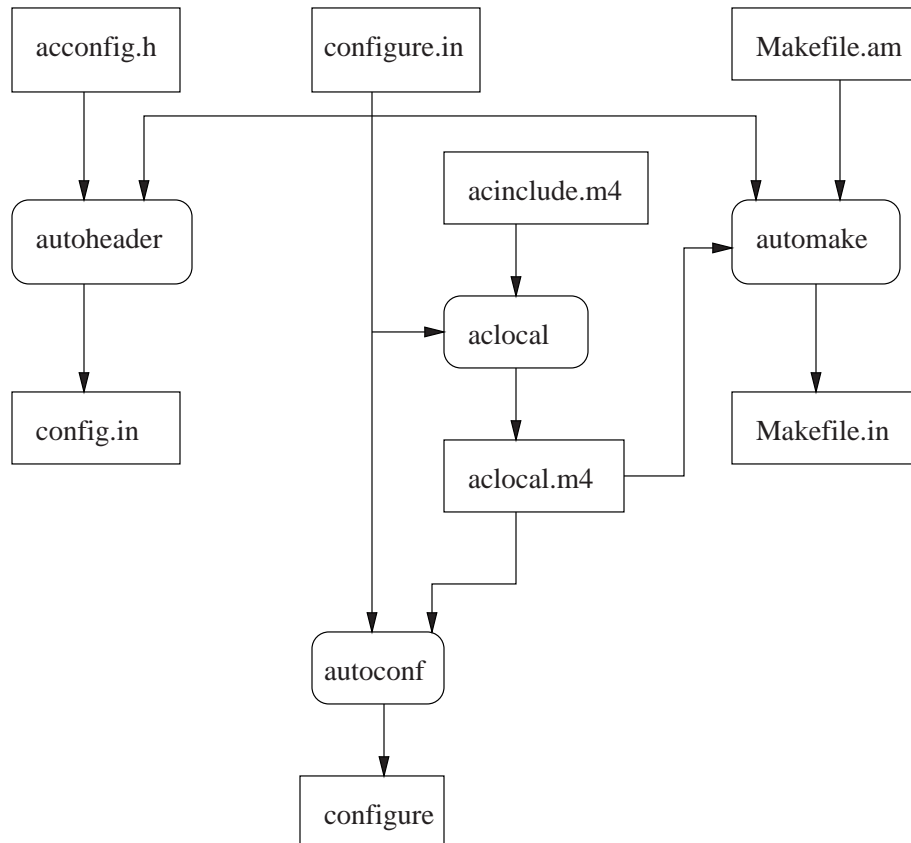 acconfig.h
configure.in
Makefile.am
acinclude.m4
autoheader
automake
aclocal
config.in
Makefile.in
aclocal.m4
autoconf
configure